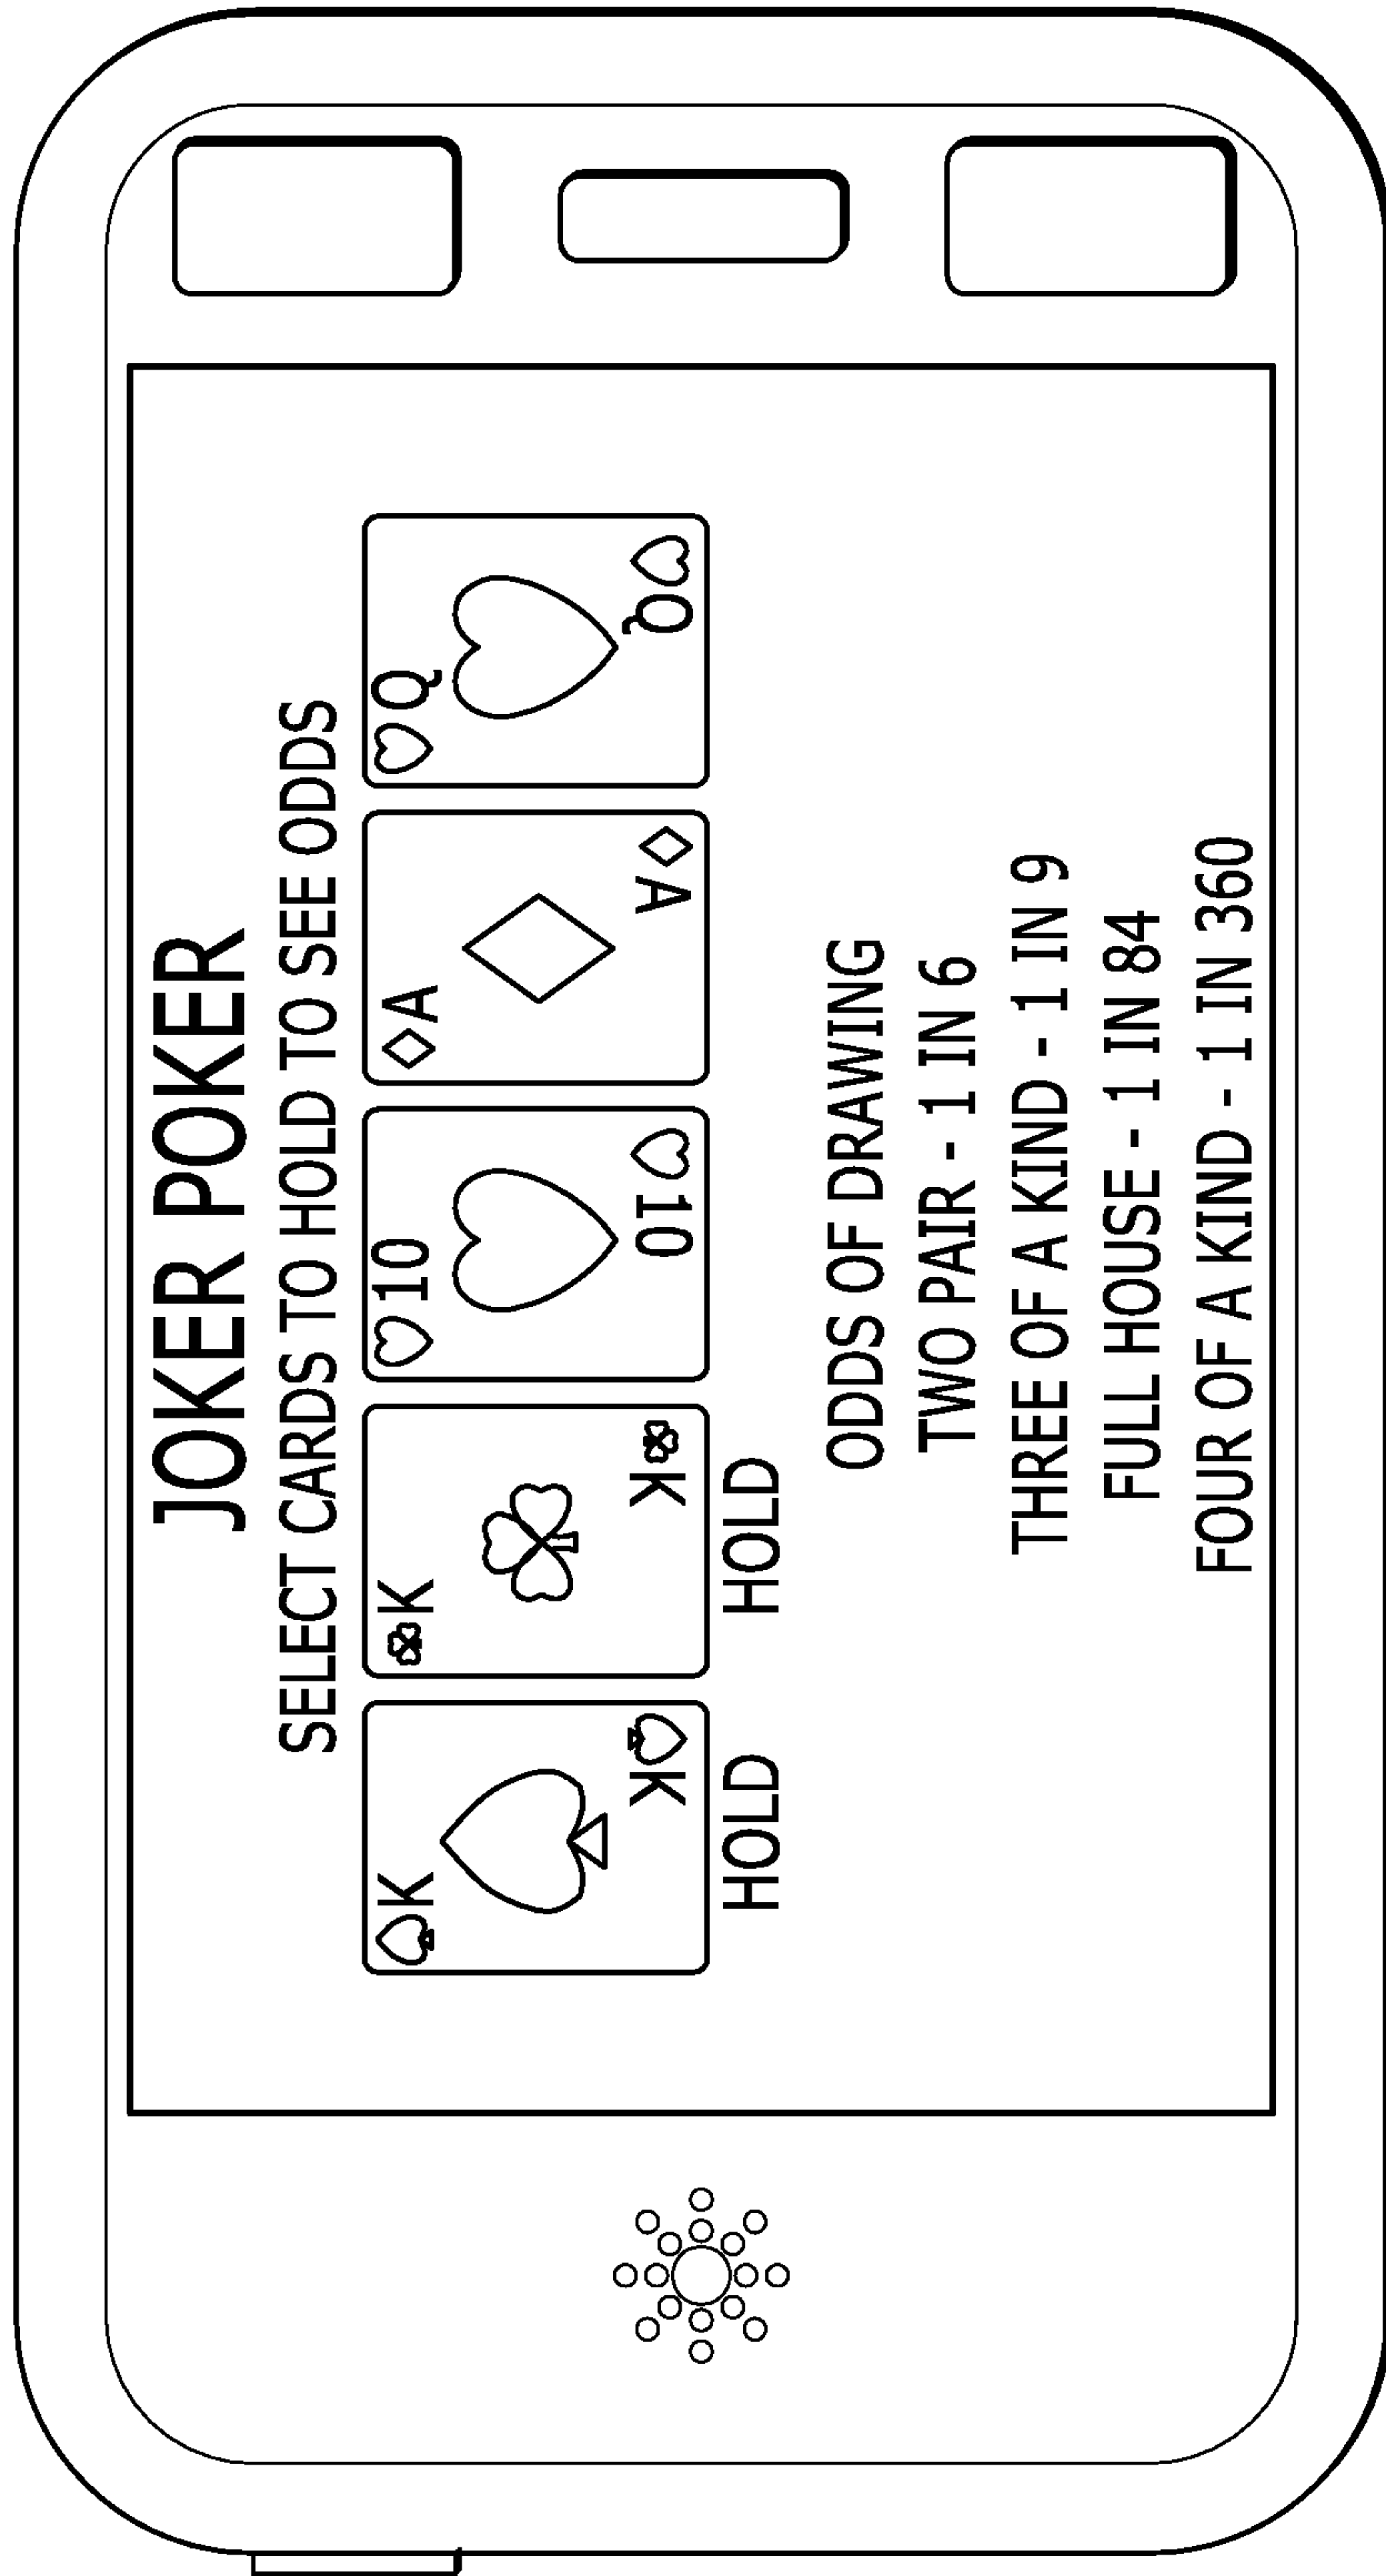 JOKER POKER
SELECT CARDS TO HOLD TO SEE ODDS
K K 10 A Q
K K 10 A Q
HOLD HOLD
ODDS OF DRAWING
TWO PAIR - 1 IN 6
THREE OF A KIND - 1 IN 9
FULL HOUSE - 1 IN 84
FOUR OF A KIND - 1 IN 360